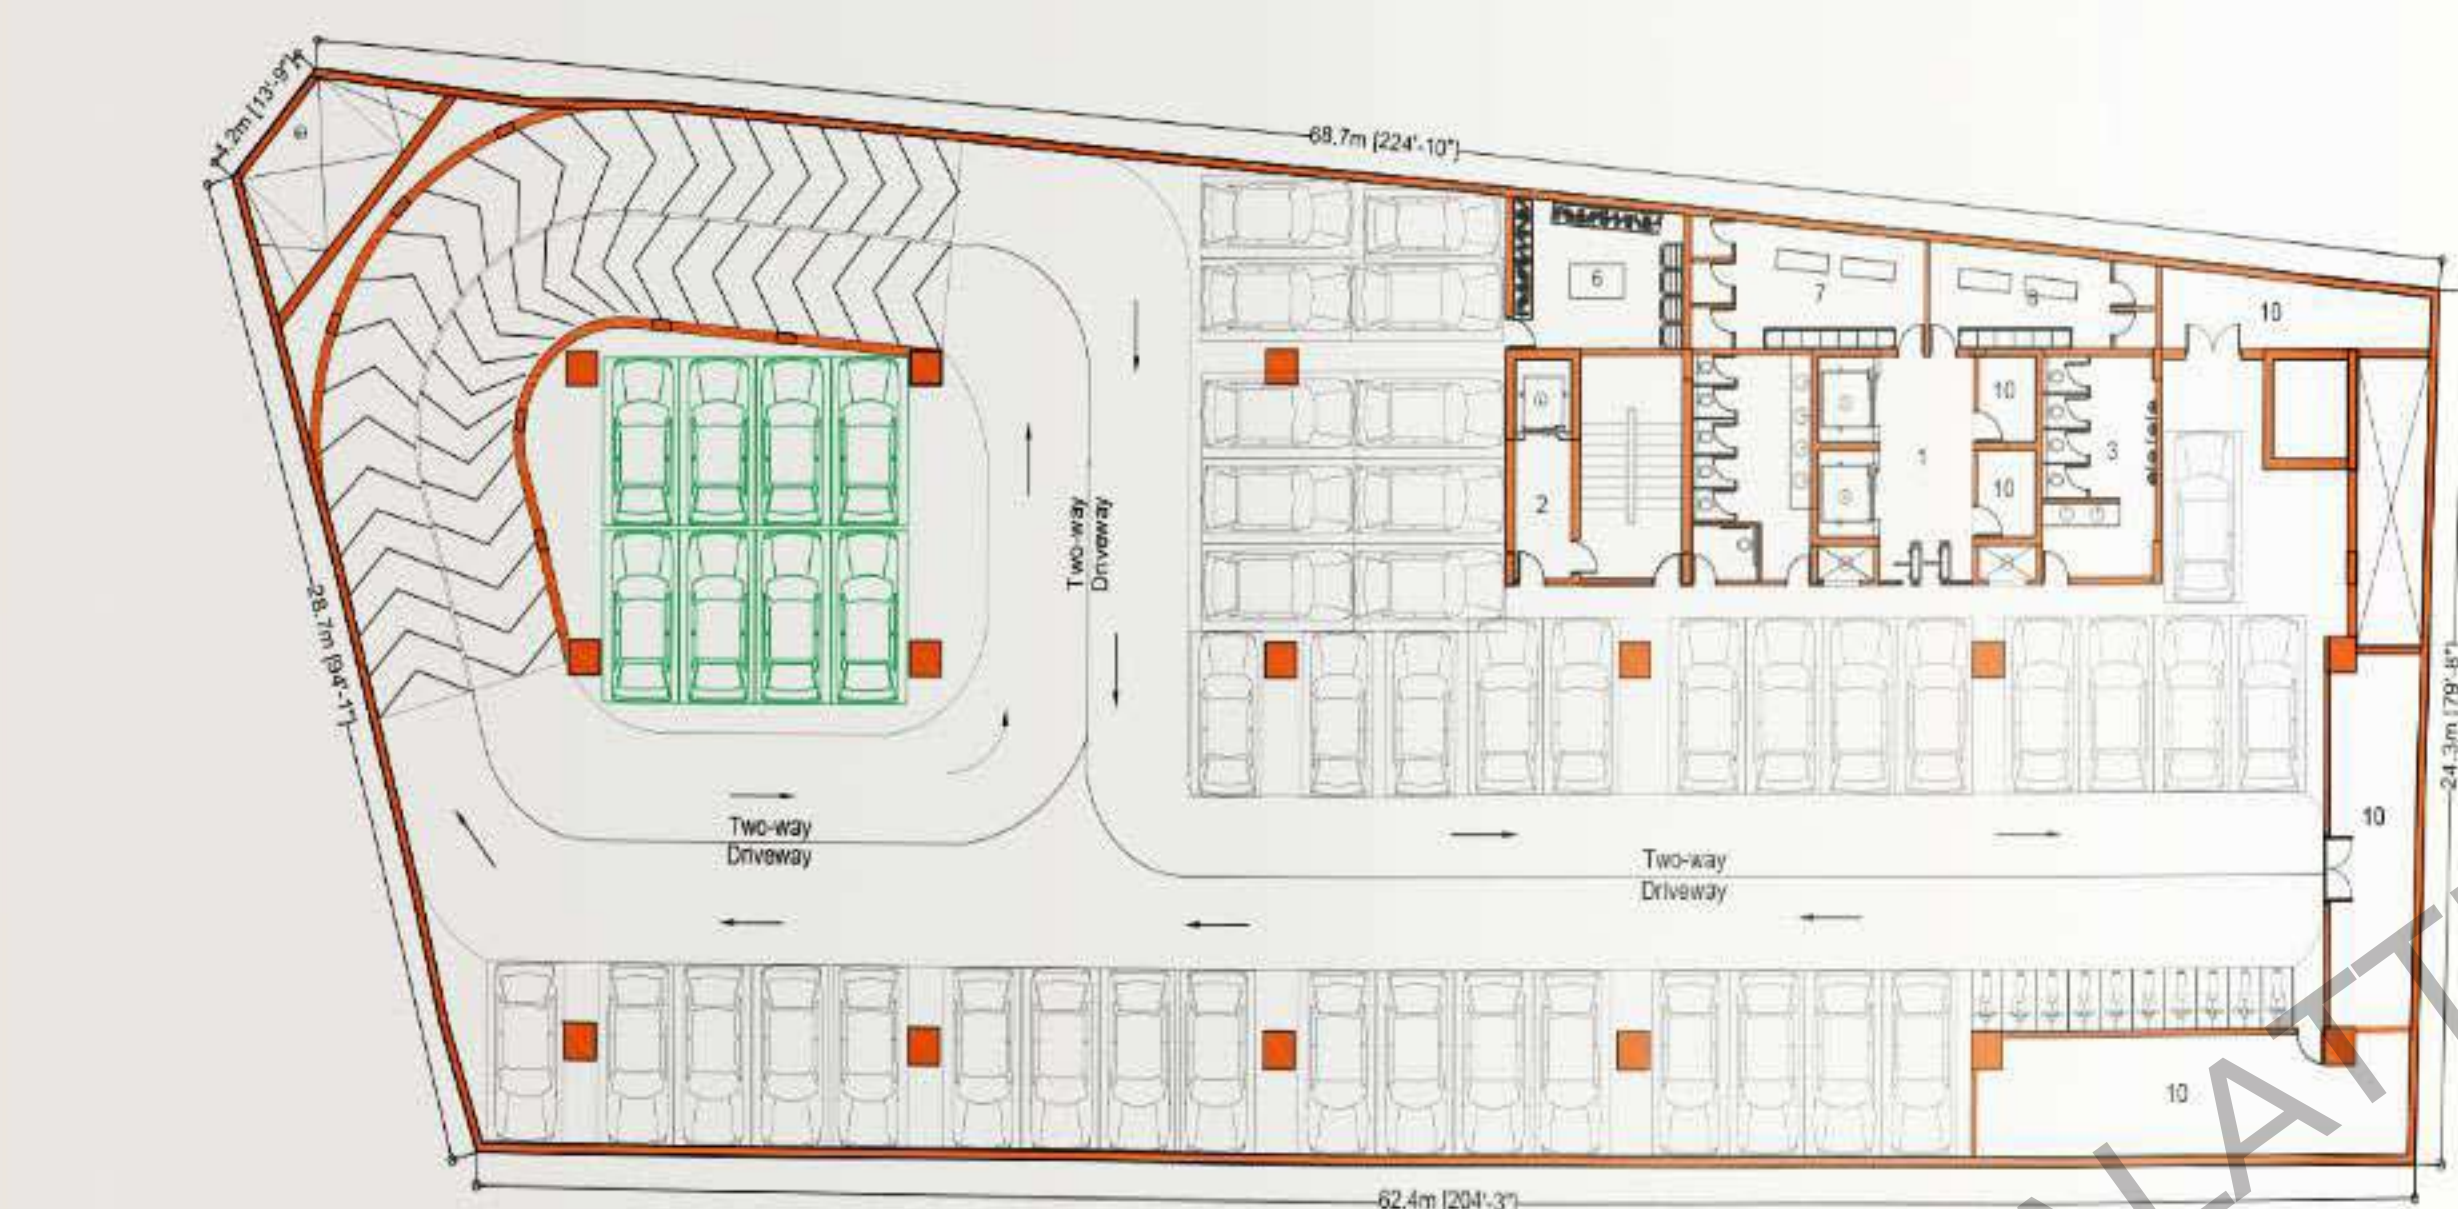 4.2m [13'-9"]
68.7m [224'-10"]
6
7
8
10
10
1
3
2
10
Two-way
Driveway
28.7m [94'-1"]
24.3m [79'-8"]
Two-way
Driveway
Two-way
Driveway
10
10
62.4m [204'-3"]